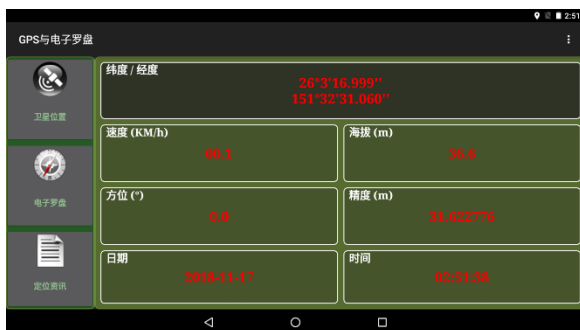 2:51
GPS与电子罗盘
卫星位置
电子罗盘
定位资讯
纬度 / 经度
26°3'16.999''
151°32'31.060''
速度 (KM/h)
00.1
海拔 (m)
36.6
方位 (°)
0.0
精度 (m)
31.622776
日期
2018-11-17
时间
02:51:38